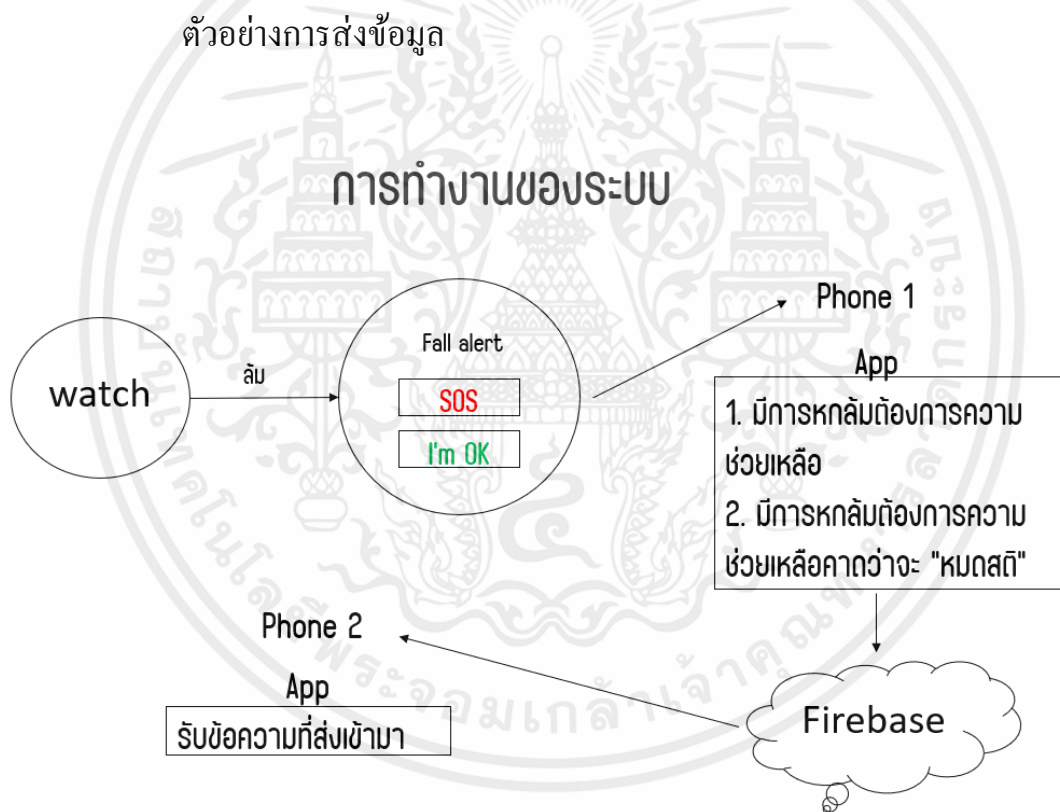 ตัวอย่างการส่งข้อมูล
การทำงานของระบบ
watch
ล้ม
Fall alert
SOS
I'm OK
Phone 1
App
1. มีการหกล้มต้องการความ
ช่วยเหลือ
2. มีการหกล้มต้องการความ
ช่วยเหลือคาดว่าจะ "หมดสติ"
Firebase
Phone 2
App
รับข้อความที่ส่งเข้ามา